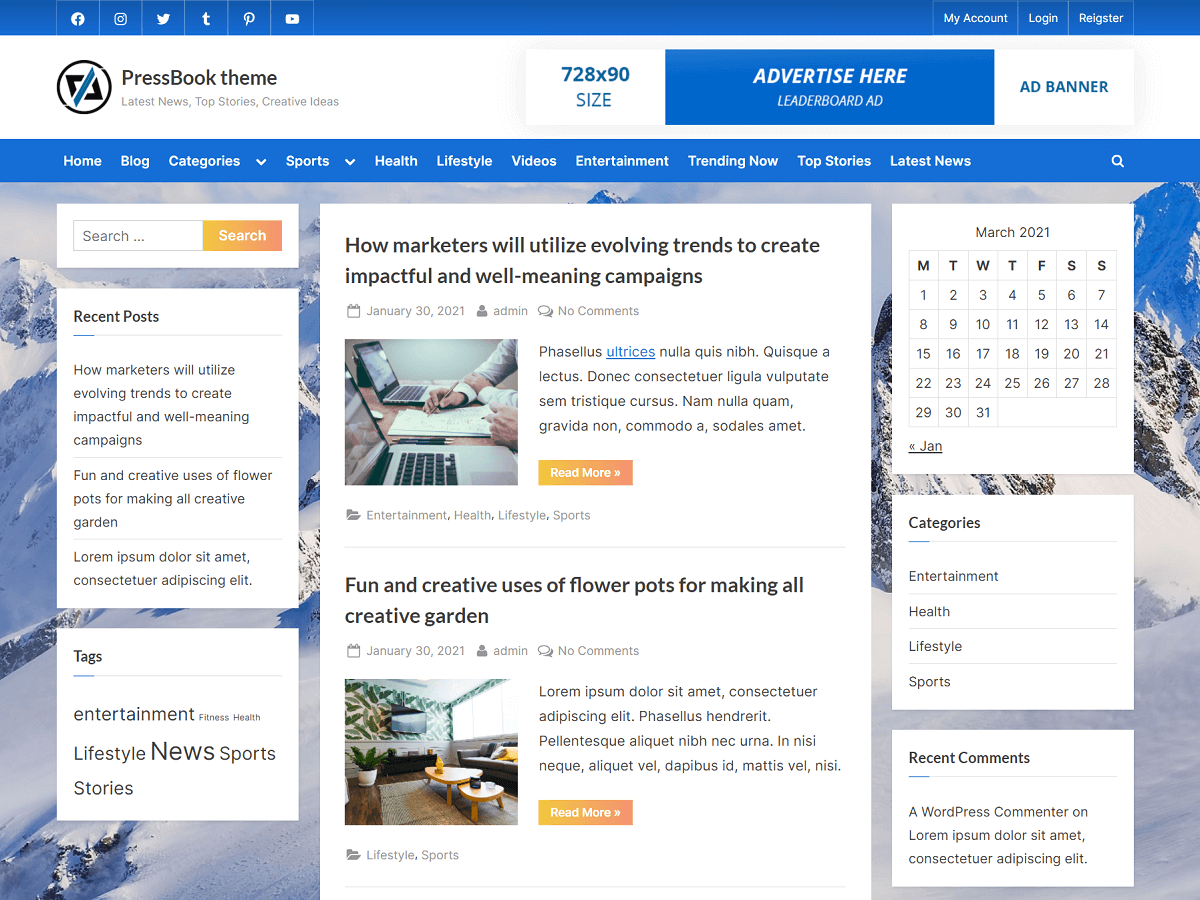 My Account Login Reigster
PressBook theme
Latest News, Top Stories, Creative Ideas
728x90
SIZE
ADVERTISE HERE
LEADERBOARD AD
AD BANNER
Home Blog Categories Sports Health Lifestyle Videos Entertainment Trending Now Top Stories Latest News
Search ... Search
Recent Posts
How marketers will utilize
evolving trends to create
impactful and well-meaning
campaigns
Fun and creative uses of flower
pots for making all creative
garden
Lorem ipsum dolor sit amet,
consectetuer adipiscing elit.
Tags
entertainment Fitness Health
Lifestyle News Sports
Stories
How marketers will utilize evolving trends to create
impactful and well-meaning campaigns
January 30, 2021 admin No Comments
Phasellus ultrices nulla quis nibh. Quisque a
lectus. Donec consectetuer ligula vulputate
sem tristique cursus. Nam nulla quam,
gravida non, commodo a, sodales amet.
Read More »
Entertainment, Health, Lifestyle, Sports
Fun and creative uses of flower pots for making all
creative garden
January 30, 2021 admin No Comments
Lorem ipsum dolor sit amet, consectetuer
adipiscing elit. Phasellus hendrerit.
Pellentesque aliquet nibh nec urna. In nisi
neque, aliquet vel, dapibus id, mattis vel, nisi.
Read More »
Lifestyle, Sports
March 2021
M T W T F S S
1 2 3 4 5 6 7
8 9 10 11 12 13 14
15 16 17 18 19 20 21
22 23 24 25 26 27 28
29 30 31
« Jan
Categories
Entertainment
Health
Lifestyle
Sports
Recent Comments
A WordPress Commenter on
Lorem ipsum dolor sit amet,
consectetuer adipiscing elit.